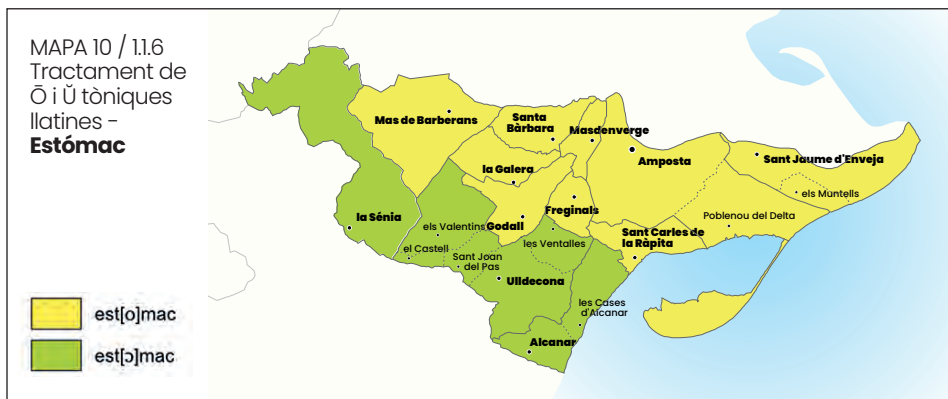 MAPA 10 / 1.1.6
Tractament de
Ō i Ŭ tòniques
llatines -
Estómac
est[o]mac
est[ɔ]mac
Mas de Barberans
Santa
Bàrbara
Masdenverge
Amposta
Sant Jaume d'Enveja
els Muntells
la Galera
Poblenou del Delta
Freginals
Godall
la Sénia
els Valentins
Sant Carles de
la Ràpita
les Ventalles
el Castell
Sant Joan
del Pas
Ulldecona
les Cases
d'Alcanar
Alcanar